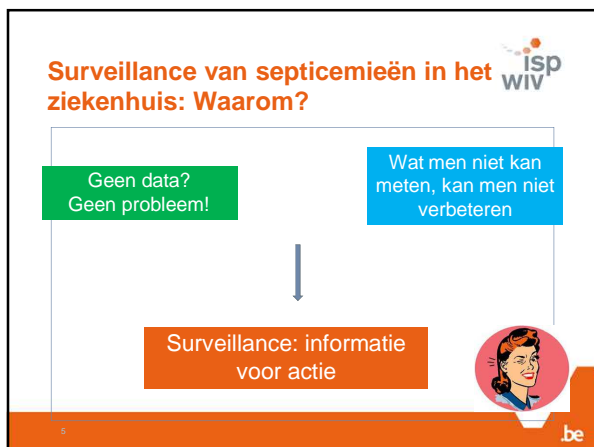 Surveillance van septicemieën in het
ziekenhuis: Waarom?
isp
WIV
Geen data?
Geen probleem!
Wat men niet kan
meten, kan men niet
verbeteren
Surveillance: informatie
voor actie
5
.be